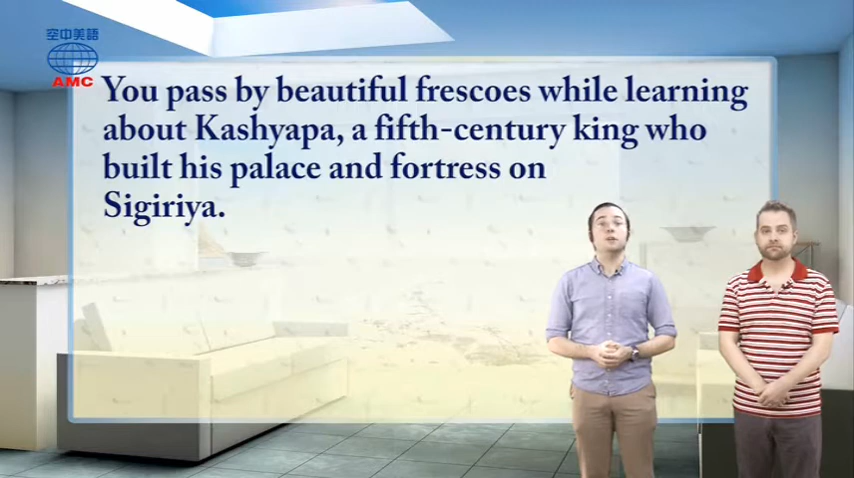 空中美語
AMC
You pass by beautiful frescoes while learning
about Kashyapa, a fifth-century king who
built his palace and fortress on
Sigiriya.